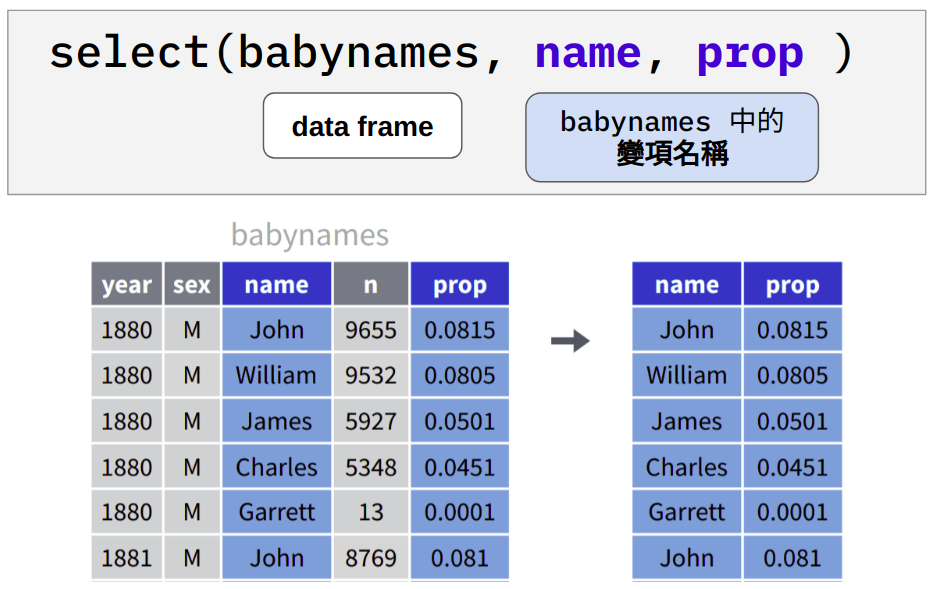 select(babynames, name, prop )
data frame
babynames 中的
變項名稱
babynames
year sex name n prop
1880 M John 9655 0.0815
1880 M William 9532 0.0805
1880 M James 5927 0.0501
1880 M Charles 5348 0.0451
1880 M Garrett 13 0.0001
1881 M John 8769 0.081
name prop
John 0.0815
William 0.0805
James 0.0501
Charles 0.0451
Garrett 0.0001
John 0.081